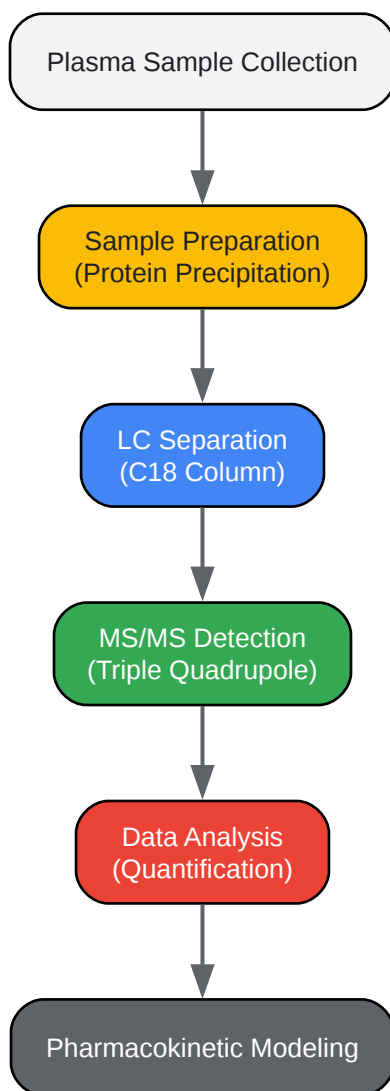 Plasma Sample Collection
Sample Preparation
(Protein Precipitation)
LC Separation
(C18 Column)
MS/MS Detection
(Triple Quadrupole)
Data Analysis
(Quantification)
Pharmacokinetic Modeling